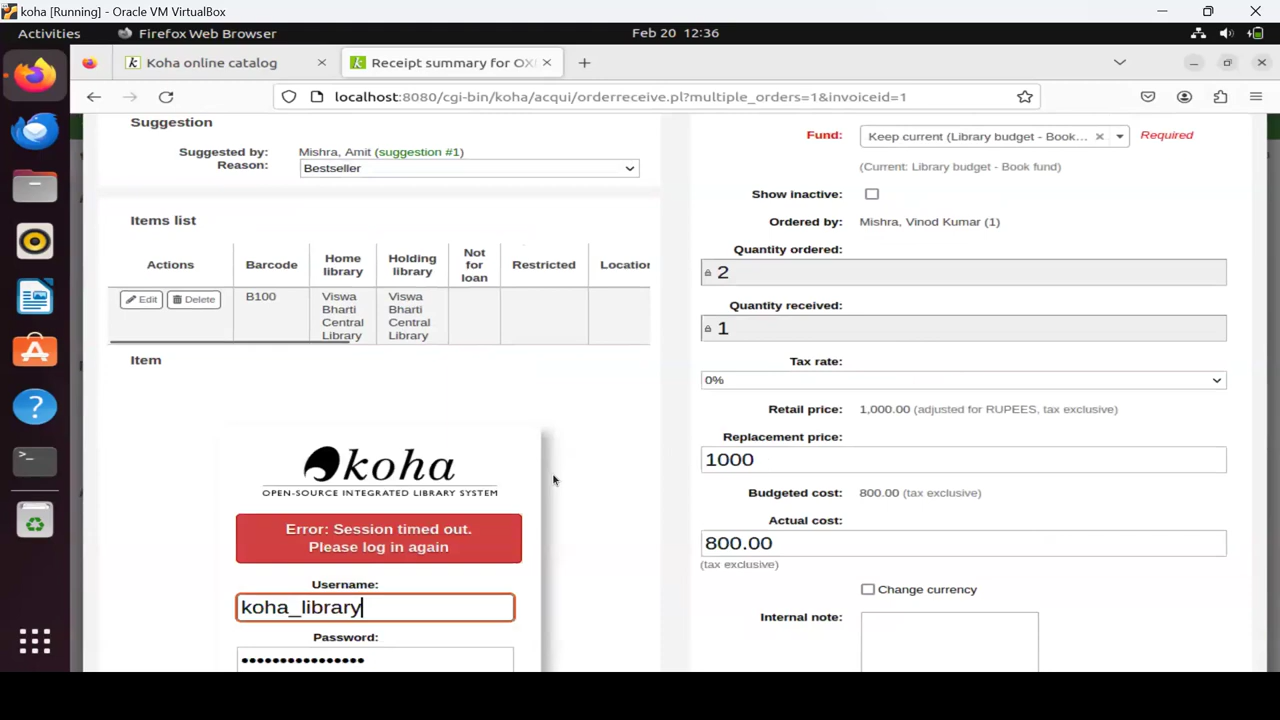 koha [Running] - Oracle VM VirtualBox
Activities
Firefox Web Browser
Feb 20 12:36
Koha online catalog
Receipt summary for OX
localhost:8080/cgi-bin/koha/acqui/orderreceive.pl?multiple_orders=1&invoiceid=1
Suggestion
Suggested by: Mishra, Amit (suggestion #1)
Reason: Bestseller
Items list
Actions Barcode Home library Holding library Not for loan Restricted Location
Edit Delete B100 Viswa Bharti Central Library Viswa Bharti Central Library
Item
koha
OPEN-SOURCE INTEGRATED LIBRARY SYSTEM
Error: Session timed out.
Please log in again
Username:
koha_library
Password:
••••••••••••••••
Fund: Keep current (Library budget - Book... Required
(Current: Library budget - Book fund)
Show inactive:
Ordered by: Mishra, Vinod Kumar (1)
Quantity ordered:
2
Quantity received:
1
Tax rate:
0%
Retail price: 1,000.00 (adjusted for RUPEES, tax exclusive)
Replacement price:
1000
Budgeted cost: 800.00 (tax exclusive)
Actual cost:
800.00
(tax exclusive)
Change currency
Internal note: